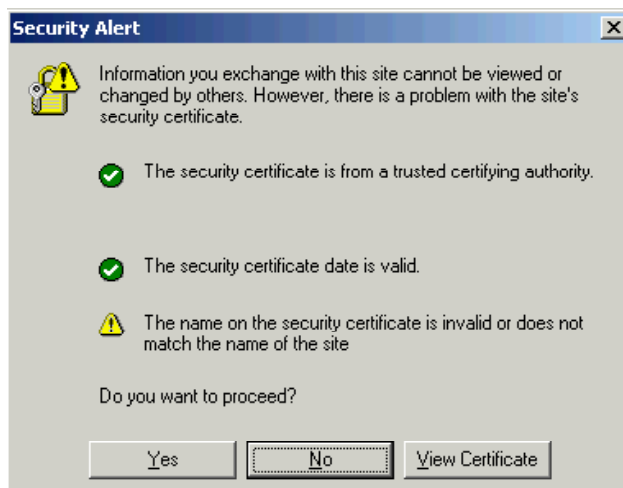 Security Alert
Information you exchange with this site cannot be viewed or
changed by others. However, there is a problem with the site's
security certificate.
The security certificate is from a trusted certifying authority.
The security certificate date is valid.
The name on the security certificate is invalid or does not
match the name of the site
Do you want to proceed?
Yes No View Certificate